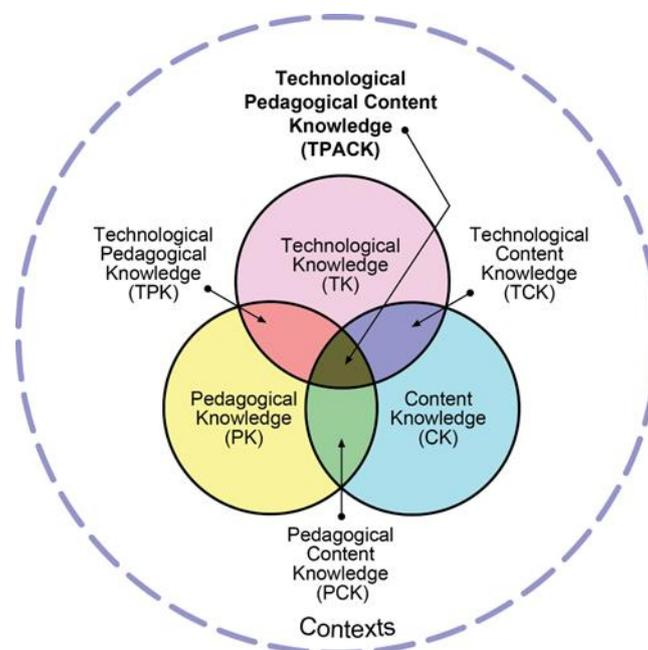 Technological
Pedagogical Content
Knowledge
(TPACK)
Technological
Pedagogical
Knowledge
(TPK)
Technological
Knowledge
(TK)
Technological
Content
Knowledge
(TCK)
Pedagogical
Knowledge
(PK)
Content
Knowledge
(CK)
Pedagogical
Content
Knowledge
(PCK)
Contexts